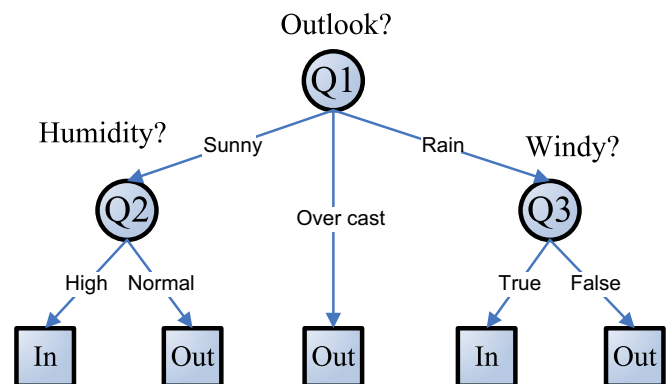 Outlook?
Q1
Humidity?
Sunny
Rain
Windy?
Q2
Over cast
Q3
High
Normal
True
False
In
Out
Out
In
Out